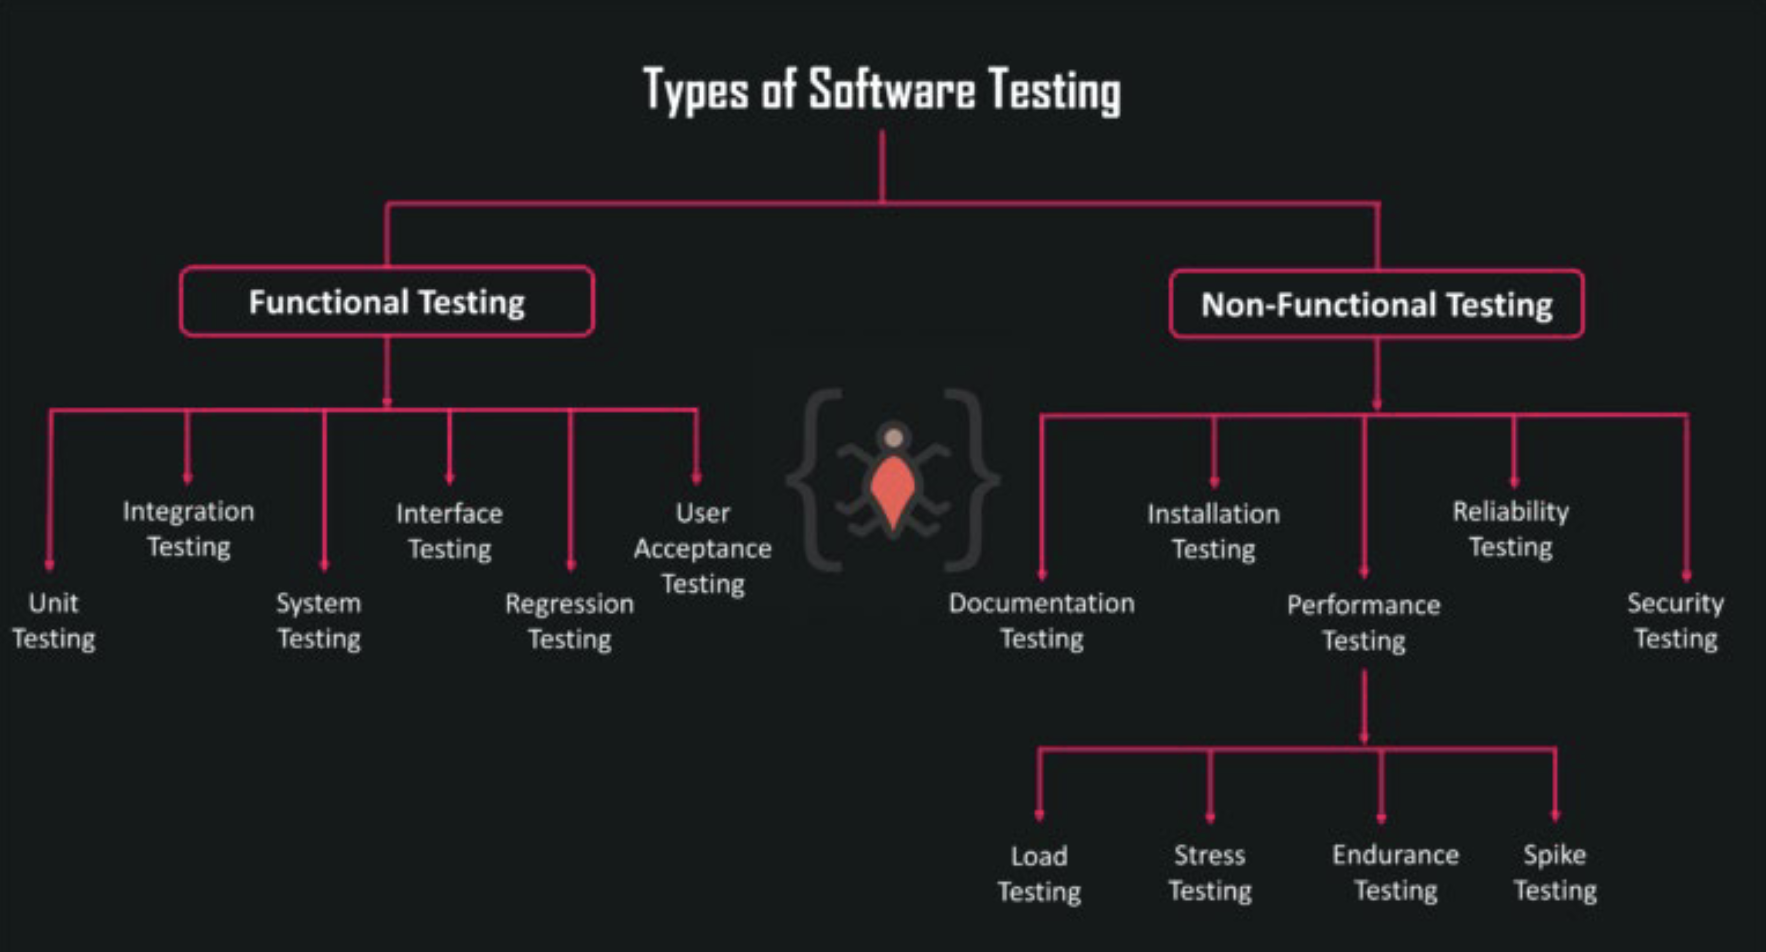 Types of Software Testing
Functional Testing
Non-Functional Testing
Unit
Testing
Integration
Testing
System
Testing
Interface
Testing
Regression
Testing
User
Acceptance
Testing
Documentation
Testing
Installation
Testing
Performance
Testing
Reliability
Testing
Security
Testing
Load
Testing
Stress
Testing
Endurance
Testing
Spike
Testing